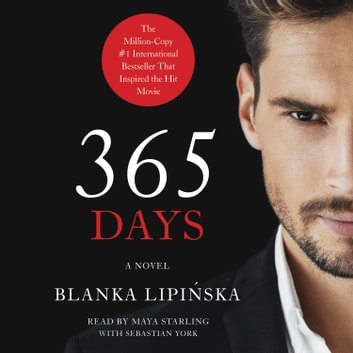 The
Million-Copy
#1 International
Bestseller That
Inspired the Hit
Movie
365
DAYS
A NOVEL
BLANKA LIPIŃSKA
READ BY MAYA STARLING
WITH SEBASTIAN YORK